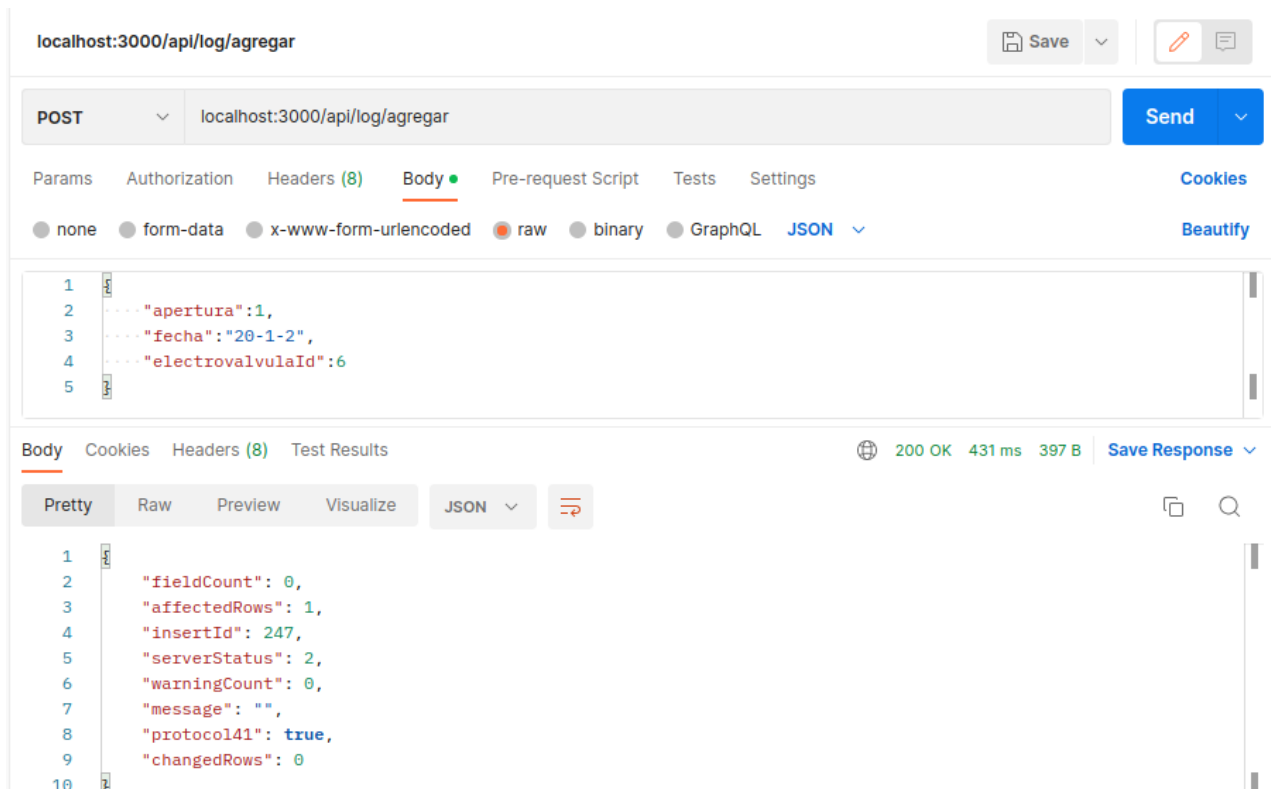 localhost:3000/api/log/agregar Save
POST localhost:3000/api/log/agregar Send
Params Authorization Headers (8) Body Pre-request Script Tests Settings Cookies
none form-data x-www-form-urlencoded raw binary GraphQL JSON Beautify
1 {
2 ····"apertura":1,
3 ····"fecha":"20-1-2",
4 ····"electrovalvulaId":6
5 }
Body Cookies Headers (8) Test Results 200 OK 431 ms 397 B Save Response
Pretty Raw Preview Visualize JSON
1 {
2 "fieldCount": 0,
3 "affectedRows": 1,
4 "insertId": 247,
5 "serverStatus": 2,
6 "warningCount": 0,
7 "message": "",
8 "protocol41": true,
9 "changedRows": 0
10 }